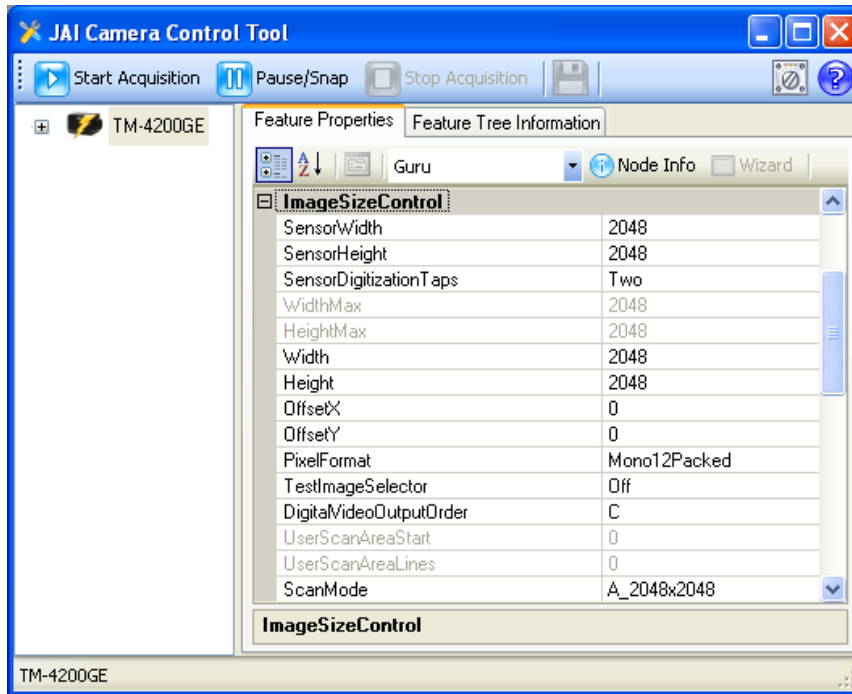 JAI Camera Control Tool
Start Acquisition Pause/Snap Stop Acquisition
TM-4200GE
Feature Properties Feature Tree Information
Guru Node Info Wizard
ImageSizeControl
SensorWidth 2048
SensorHeight 2048
SensorDigitizationTaps Two
WidthMax 2048
HeightMax 2048
Width 2048
Height 2048
OffsetX 0
OffsetY 0
PixelFormat Mono12Packed
TestImageSelector Off
DigitalVideoOutputOrder C
UserScanAreaStart 0
UserScanAreaLines 0
ScanMode A_2048x2048
ImageSizeControl
TM-4200GE